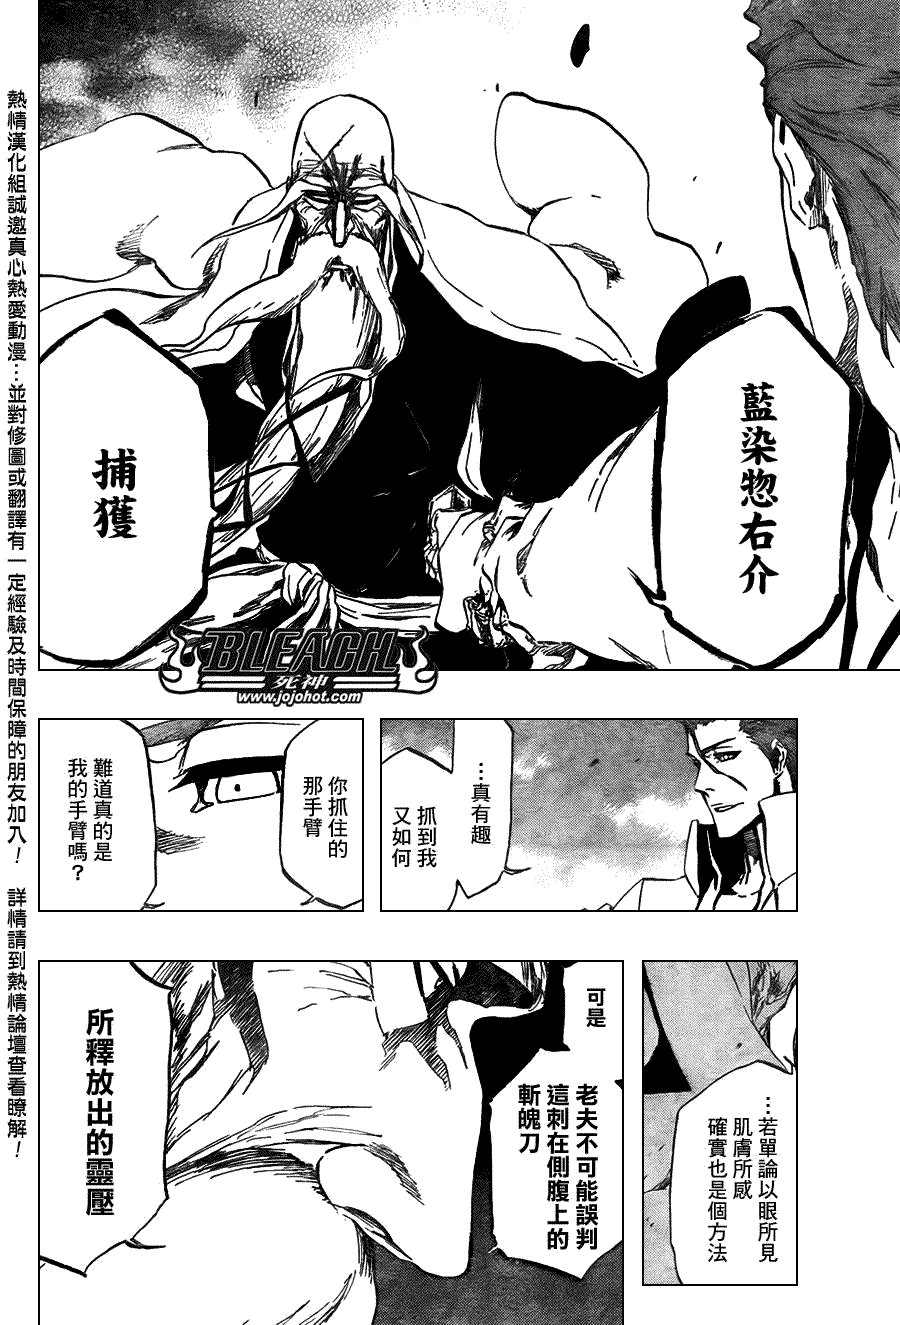 藍染惣右介
捕獲
BLEACH
死神
www.jojohot.com
…真有趣
抓到我
又如何
你抓住的
那手臂
難道真的是
我的手臂嗎？
…若單論以眼所見
肌膚所感
確實也是個方法
可是
老夫不可能誤判
這刺在側腹上的
斬魄刀
所釋放出的靈壓
熱情漢化組誠邀真心熱愛動漫…並對修圖或翻譯有一定經驗及時間保障的朋友加入！ 詳情請到熱情論壇查看瞭解！